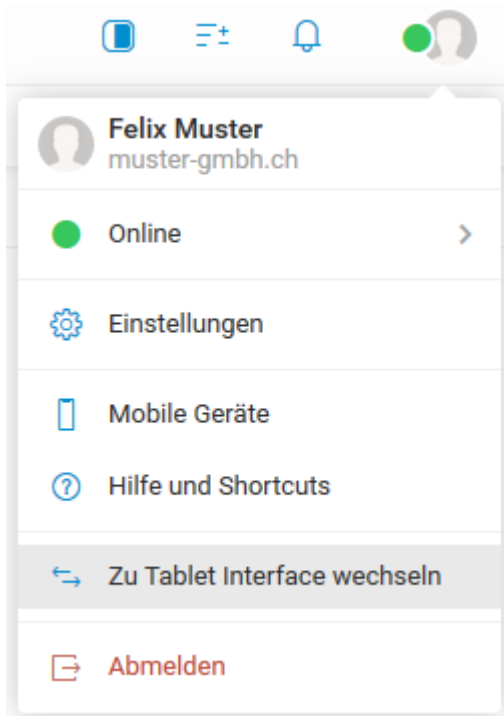 Felix Muster
muster-gmbh.ch
Online
Einstellungen
Mobile Geräte
Hilfe und Shortcuts
Zu Tablet Interface wechseln
Abmelden